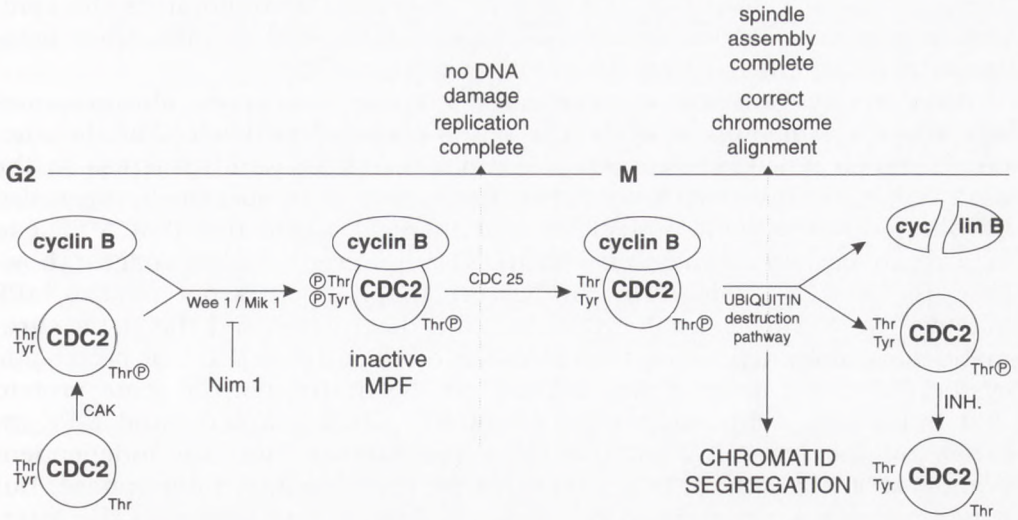 spindle
assembly
complete
correct
chromosome
alignment
no DNA
damage
replication
complete
G2
M
cyclin B
Wee 1 / Mik 1
Nim 1
Thr
Tyr
CDC2
Thr Ⓟ
CAK
Thr
Tyr
CDC2
Thr
cyclin B
Ⓟ Thr
Ⓟ Tyr
CDC2
Thr Ⓟ
inactive
MPF
CDC 25
cyclin B
Thr
Tyr
CDC2
Thr Ⓟ
UBIQUITIN
destruction
pathway
CHROMATID
SEGREGATION
cyc lin B
Thr
Tyr
CDC2
Thr Ⓟ
INH.
Thr
Tyr
CDC2
Thr